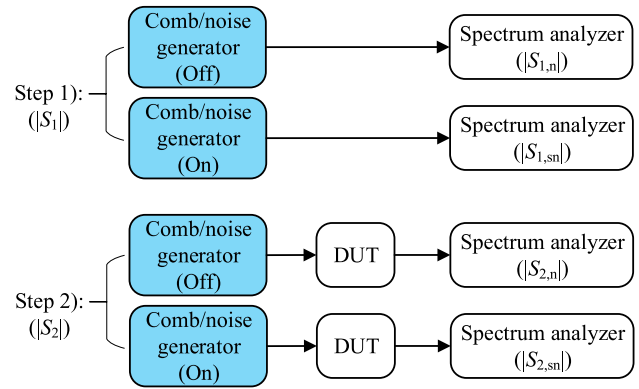 Comb/noise
generator
(Off)
Spectrum analyzer
(|S1,n|)
Step 1):
(|S1|)
Comb/noise
generator
(On)
Spectrum analyzer
(|S1,sn|)
Comb/noise
generator
(Off)
DUT
Spectrum analyzer
(|S2,n|)
Step 2):
(|S2|)
Comb/noise
generator
(On)
DUT
Spectrum analyzer
(|S2,sn|)